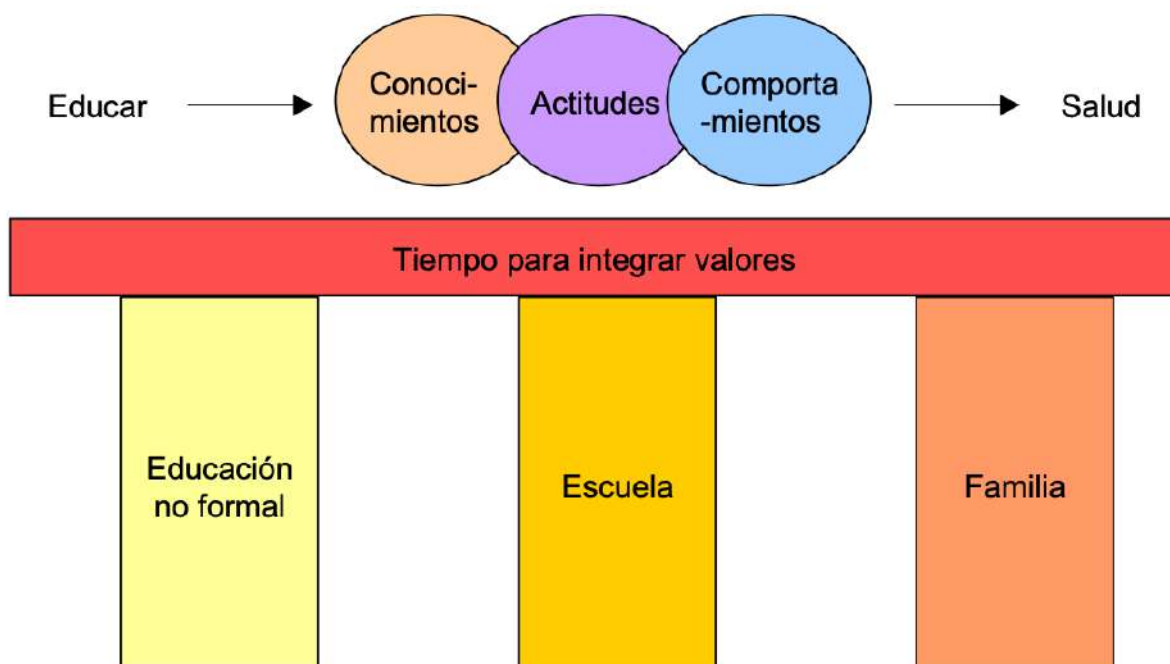 Educar
Conoci-
mientos
Actitudes
Comporta
-mientos
Salud
Tiempo para integrar valores
Educación
no formal
Escuela
Familia